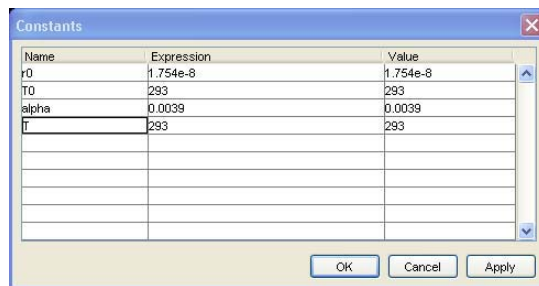 Constants
Name Expression Value
r0 1.754e-8 1.754e-8
T0 293 293
alpha 0.0039 0.0039
T 293 293
OK Cancel Apply